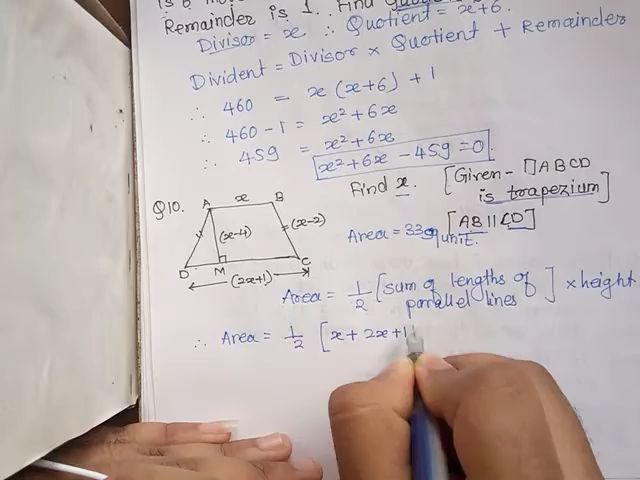 Remainder is 1. Find
Divisor = x ∴ Quotient = x+6.
Divident = Divisor × Quotient + Remainder
∴ 460 = x (x+6) + 1
∴ 460 - 1 = x² + 6x
∴ 459 = x² + 6x
x² + 6x - 459 = 0.
Find x.
[Given - □ABCD
is trapezium]
[AB || CD]
Q10.
A x B
(x-4)
(x-2)
Area = 33 sq unit.
D M C
(2x+1)
Area = 1/2 [sum of lengths of
parallel lines] × height
∴ Area = 1/2 [x + 2x + 1